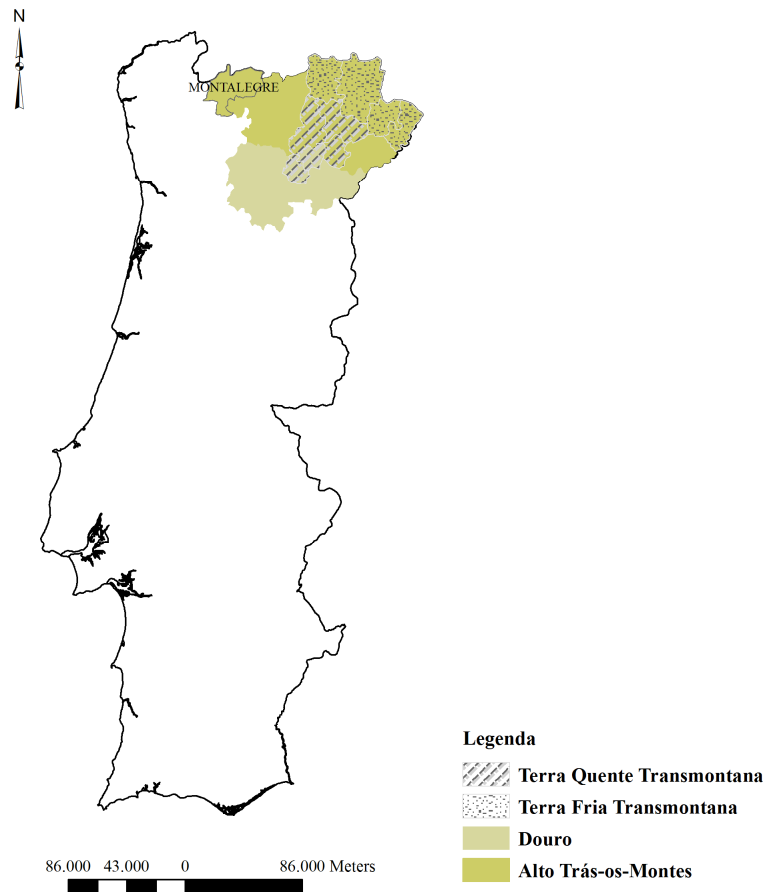 N
MONTALEGRE
Legenda
Terra Quente Transmontana
Terra Fria Transmontana
Douro
Alto Trás-os-Montes
86.000 43.000 0 86.000 Meters